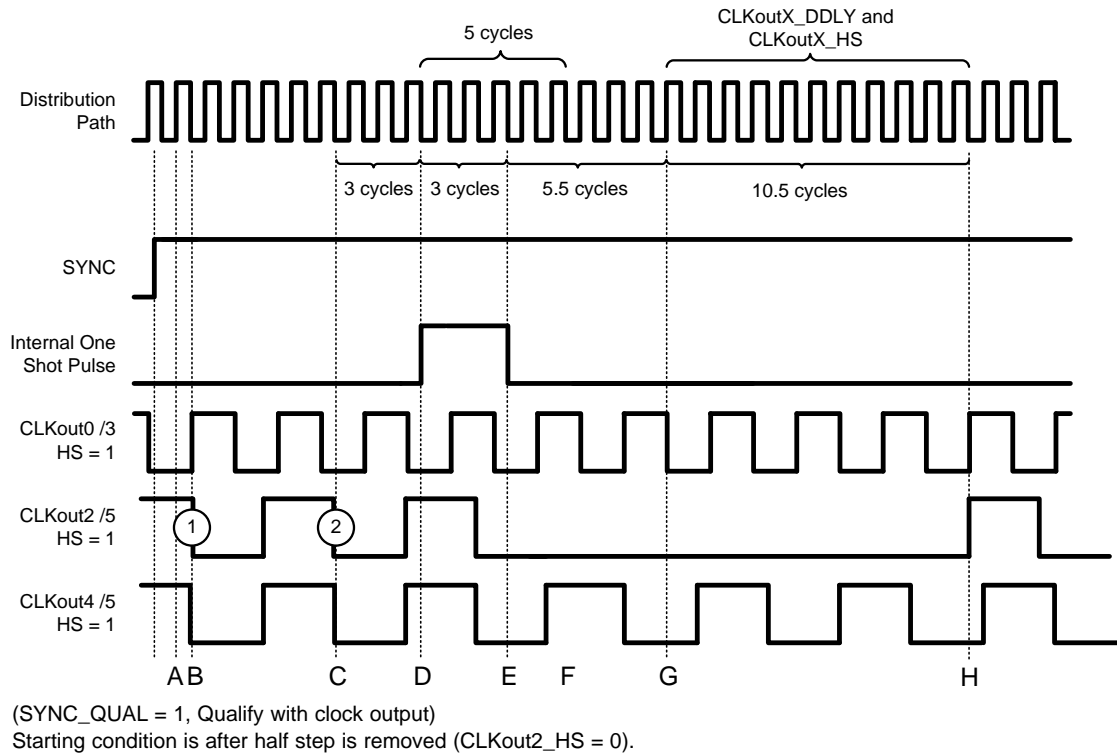 CLKoutX_DDLY and
CLKoutX_HS
5 cycles
Distribution
Path
3 cycles
3 cycles
5.5 cycles
10.5 cycles
SYNC
Internal One
Shot Pulse
CLKout0 /3
HS = 1
CLKout2 /5
HS = 1
1
2
CLKout4 /5
HS = 1
A
B
C
D
E
F
G
H
(SYNC_QUAL = 1, Qualify with clock output)
Starting condition is after half step is removed (CLKout2_HS = 0).